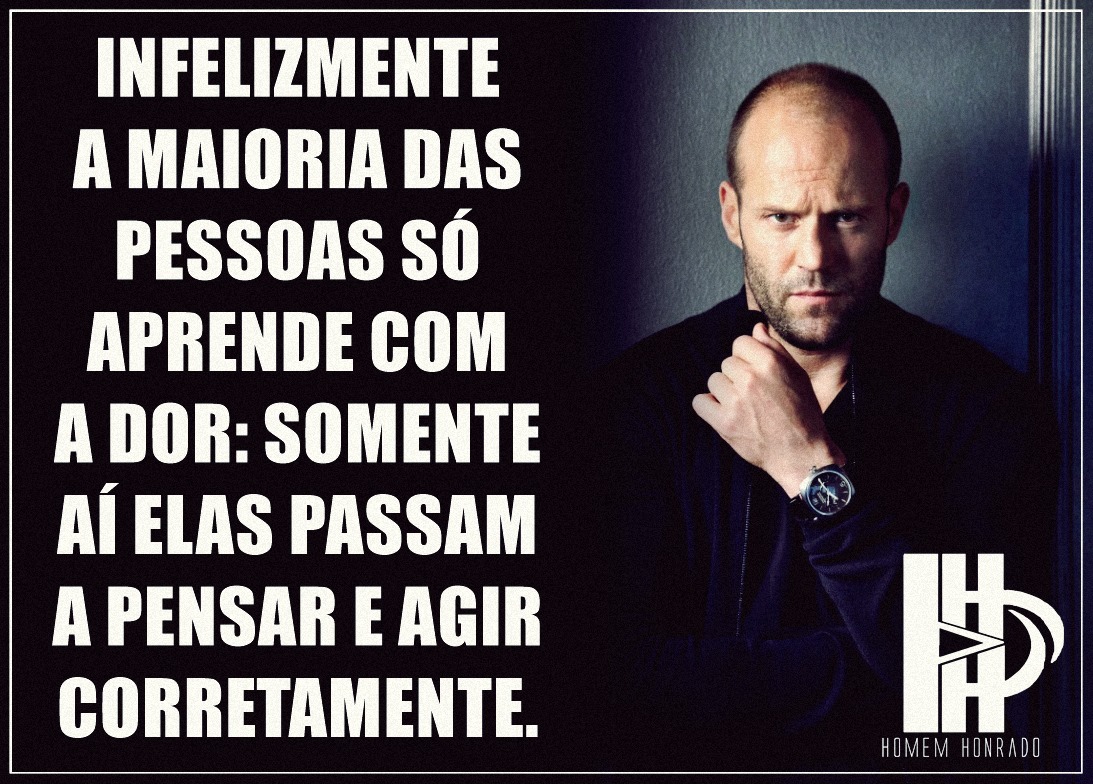 INFELIZMENTE
A MAIORIA DAS
PESSOAS SÓ
APRENDE COM
A DOR: SOMENTE
AÍ ELAS PASSAM
A PENSAR E AGIR
CORRETAMENTE.
HOMEM HONRADO